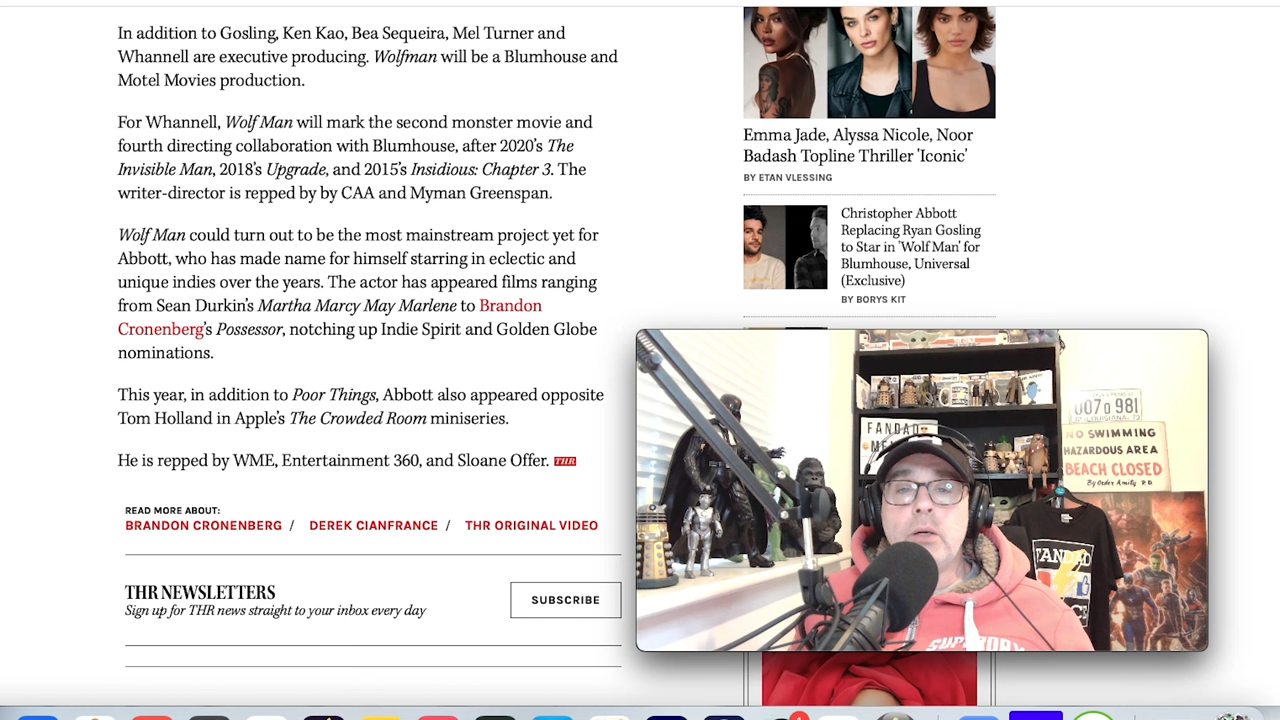 In addition to Gosling, Ken Kao, Bea Sequeira, Mel Turner and
Whannell are executive producing. Wolfman will be a Blumhouse and
Motel Movies production.
For Whannell, Wolf Man will mark the second monster movie and
fourth directing collaboration with Blumhouse, after 2020's The
Invisible Man, 2018's Upgrade, and 2015's Insidious: Chapter 3. The
writer-director is repped by by CAA and Myman Greenspan.
Wolf Man could turn out to be the most mainstream project yet for
Abbott, who has made name for himself starring in eclectic and
unique indies over the years. The actor has appeared films ranging
from Sean Durkin's Martha Marcy May Marlene to Brandon
Cronenberg's Possessor, notching up Indie Spirit and Golden Globe
nominations.
This year, in addition to Poor Things, Abbott also appeared opposite
Tom Holland in Apple's The Crowded Room miniseries.
He is repped by WME, Entertainment 360, and Sloane Offer. THR
READ MORE ABOUT:
BRANDON CRONENBERG / DEREK CIANFRANCE / THR ORIGINAL VIDEO
THR NEWSLETTERS
Sign up for THR news straight to your inbox every day
SUBSCRIBE
Emma Jade, Alyssa Nicole, Noor
Badash Topline Thriller 'Iconic'
BY ETAN VLESSING
Christopher Abbott
Replacing Ryan Gosling
to Star in 'Wolf Man' for
Blumhouse, Universal
(Exclusive)
BY BORYS KIT
FANDAD
007 981
NO SWIMMING
HAZARDOUS AREA
BEACH CLOSED
By Order Amity P.D.
FANDAD
SUPERDRY